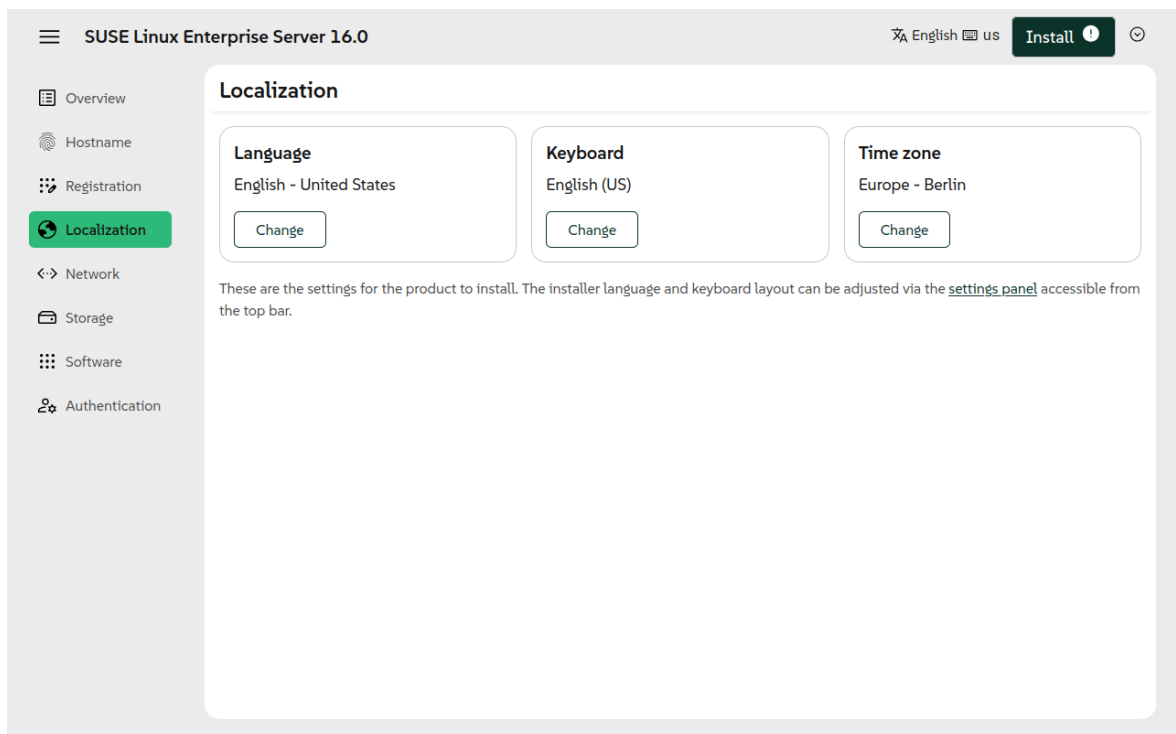 SUSE Linux Enterprise Server 16.0
English us
Install !
Overview
Hostname
Registration
Localization
Network
Storage
Software
Authentication
Localization
Language
English - United States
Change
Keyboard
English (US)
Change
Time zone
Europe - Berlin
Change
These are the settings for the product to install. The installer language and keyboard layout can be adjusted via the settings panel accessible from
the top bar.